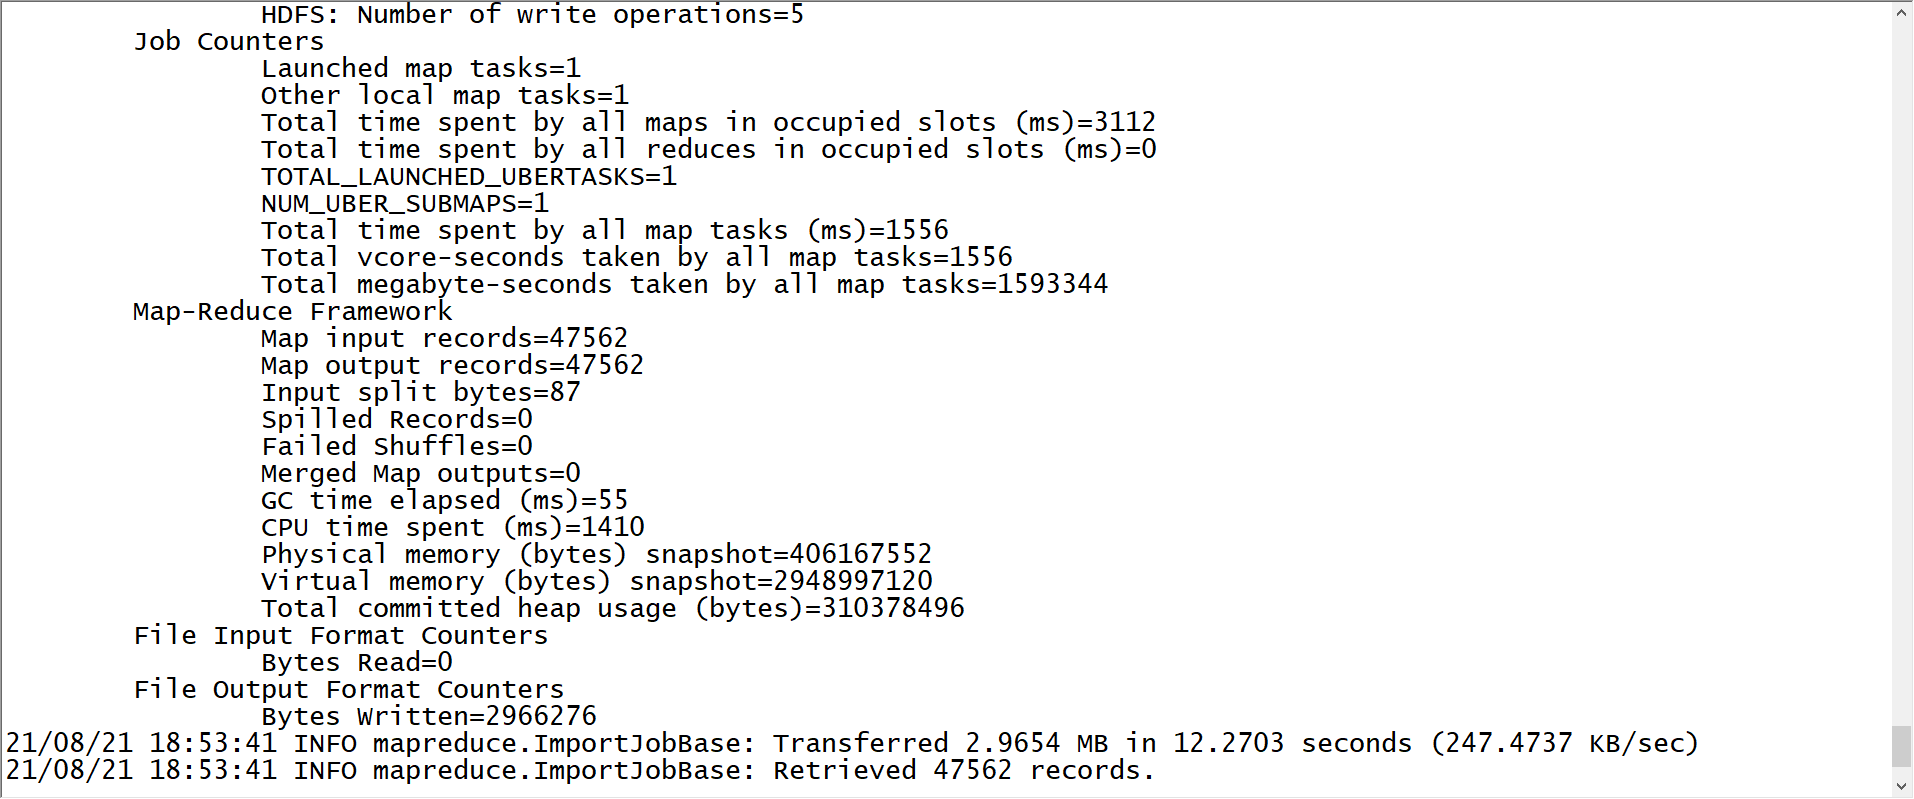 HDFS: Number of write operations=5
Job Counters
Launched map tasks=1
Other local map tasks=1
Total time spent by all maps in occupied slots (ms)=3112
Total time spent by all reduces in occupied slots (ms)=0
TOTAL_LAUNCHED_UBERTASKS=1
NUM_UBER_SUBMAPS=1
Total time spent by all map tasks (ms)=1556
Total vcore-seconds taken by all map tasks=1556
Total megabyte-seconds taken by all map tasks=1593344
Map-Reduce Framework
Map input records=47562
Map output records=47562
Input split bytes=87
Spilled Records=0
Failed Shuffles=0
Merged Map outputs=0
GC time elapsed (ms)=55
CPU time spent (ms)=1410
Physical memory (bytes) snapshot=406167552
Virtual memory (bytes) snapshot=2948997120
Total committed heap usage (bytes)=310378496
File Input Format Counters
Bytes Read=0
File Output Format Counters
Bytes Written=2966276
21/08/21 18:53:41 INFO mapreduce.ImportJobBase: Transferred 2.9654 MB in 12.2703 seconds (247.4737 KB/sec)
21/08/21 18:53:41 INFO mapreduce.ImportJobBase: Retrieved 47562 records.